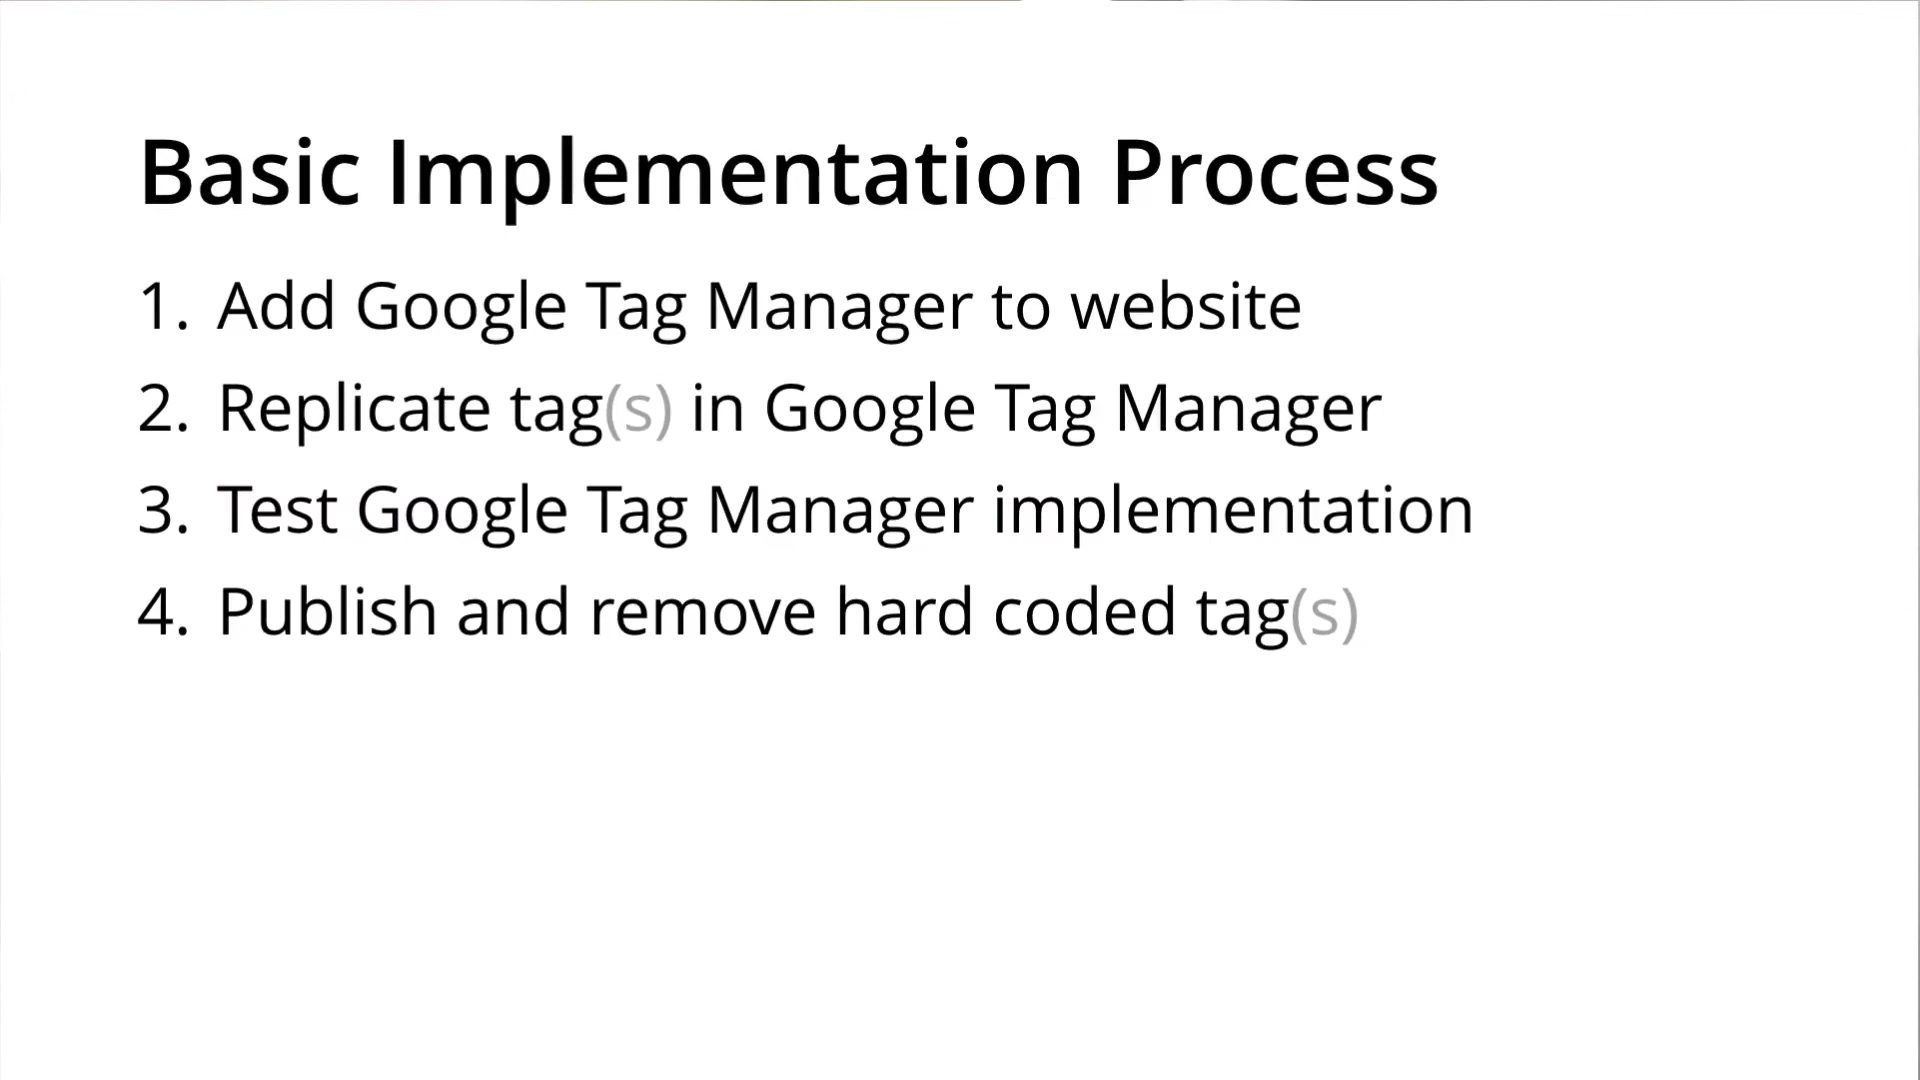 Basic Implementation Process
1. Add Google Tag Manager to website
2. Replicate tag(s) in Google Tag Manager
3. Test Google Tag Manager implementation
4. Publish and remove hard coded tag(s)